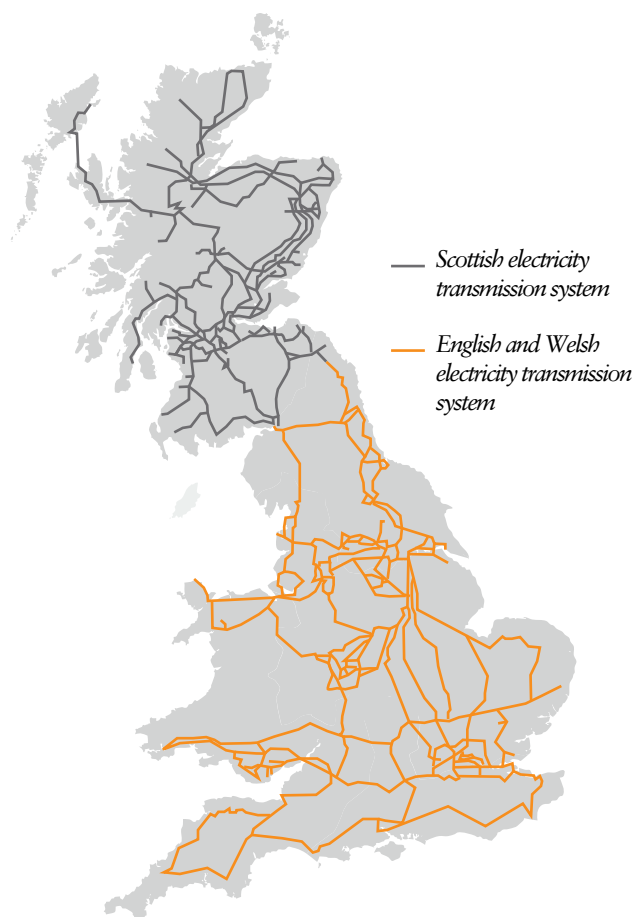 Scottish electricity
transmission system
English and Welsh
electricity transmission
system